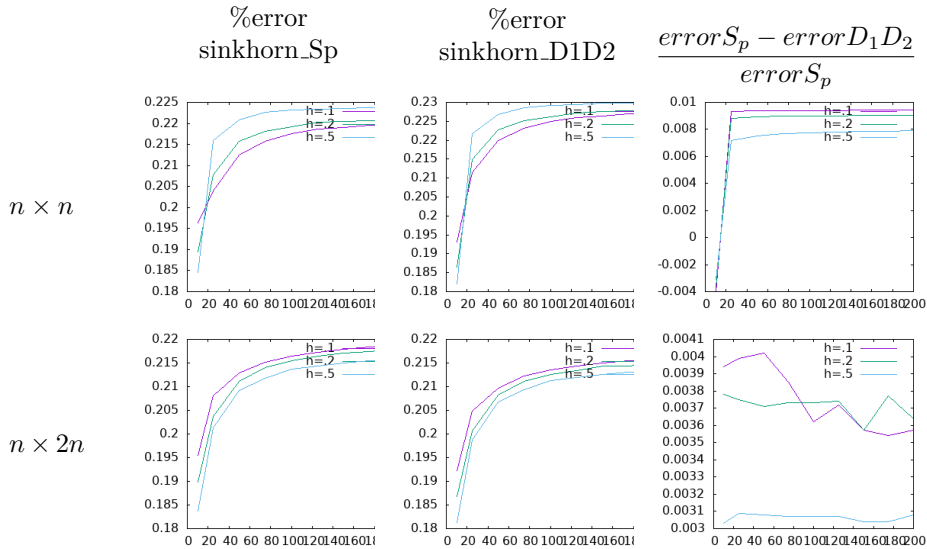 %error
sinkhorn_Sp
%error
sinkhorn_D1D2
errorS_p − errorD_1D_2
errorS_p
n × n
0.225
0.22
0.215
0.21
0.205
0.2
0.195
0.19
0.185
0.18
0 20 40 60 80 100 120 140 160 18
h=.1
h=.2
h=.5
0.23
0.225
0.22
0.215
0.21
0.205
0.2
0.195
0.19
0.185
0.18
0 20 40 60 80 100 120 140 160 18
h=.1
h=.2
h=.5
0.01
0.008
0.006
0.004
0.002
0
-0.002
-0.004
0 20 40 60 80 100 120 140 160 180 200
h=.1
h=.2
h=.5
n × 2n
0.22
0.215
0.21
0.205
0.2
0.195
0.19
0.185
0.18
0 20 40 60 80 100 120 140 160 18
h=.1
h=.2
h=.5
0.22
0.215
0.21
0.205
0.2
0.195
0.19
0.185
0.18
0 20 40 60 80 100 120 140 160 18
h=.1
h=.2
h=.5
0.0041
0.004
0.0039
0.0038
0.0037
0.0036
0.0035
0.0034
0.0033
0.0032
0.0031
0.003
0 20 40 60 80 100 120 140 160 180 200
h=.1
h=.2
h=.5